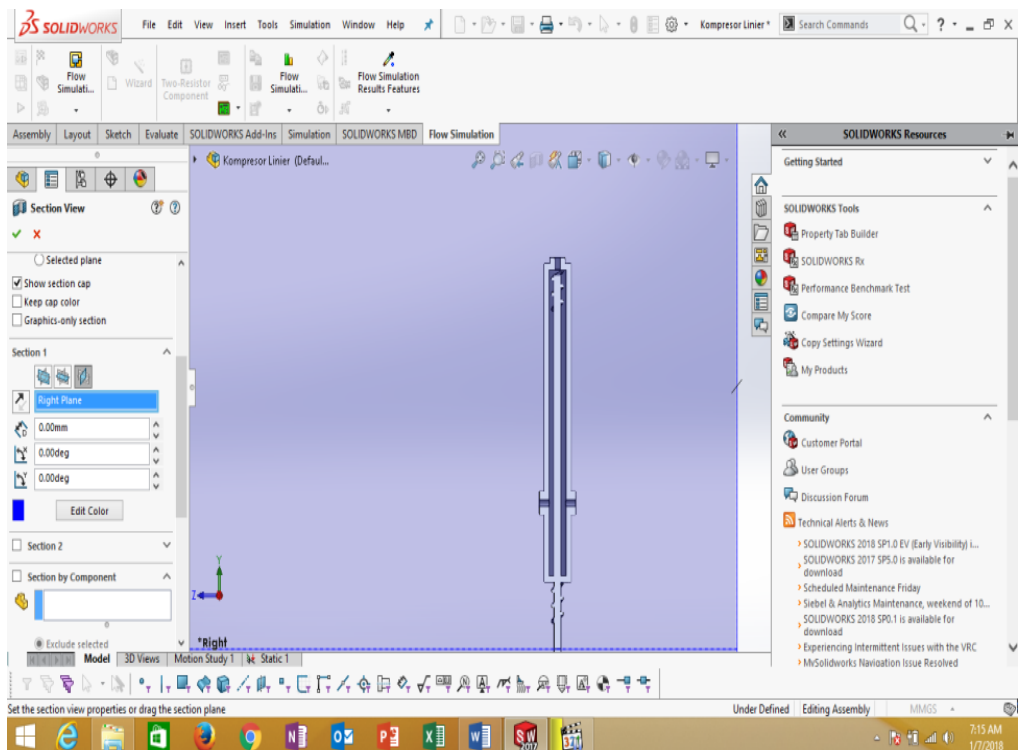 SOLIDWORKS
File Edit View Insert Tools Simulation Window Help
Kompresor Linier *
Search Commands
Flow Simulati...
Wizard
Two-Resistor Component
Flow Simulati...
Flow Simulation Results Features
Assembly Layout Sketch Evaluate SOLIDWORKS Add-Ins Simulation SOLIDWORKS MBD Flow Simulation
Kompresor Linier (Defaul...
Section View
Selected plane
Show section cap
Keep cap color
Graphics-only section
Section 1
Right Plane
0.00mm
0.00deg
0.00deg
Edit Color
Section 2
Section by Component
Exclude selected
Y
Z
*Right
Model 3D Views Motion Study 1 Static 1
Set the section view properties or drag the section plane
Under Defined Editing Assembly MMGS
SOLIDWORKS Resources
Getting Started
SOLIDWORKS Tools
Property Tab Builder
SOLIDWORKS Rx
Performance Benchmark Test
Compare My Score
Copy Settings Wizard
My Products
Community
Customer Portal
User Groups
Discussion Forum
Technical Alerts & News
SOLIDWORKS 2018 SP1.0 EV (Early Visibility) i...
SOLIDWORKS 2017 SP5.0 is available for
download
Scheduled Maintenance Friday
Siebel & Analytics Maintenance, weekend of 10...
SOLIDWORKS 2018 SP0.1 is available for
download
Experiencing Intermittent Issues with the VRC
MySolidworks Navigation Issue Resolved
7:15 AM
1/7/2018